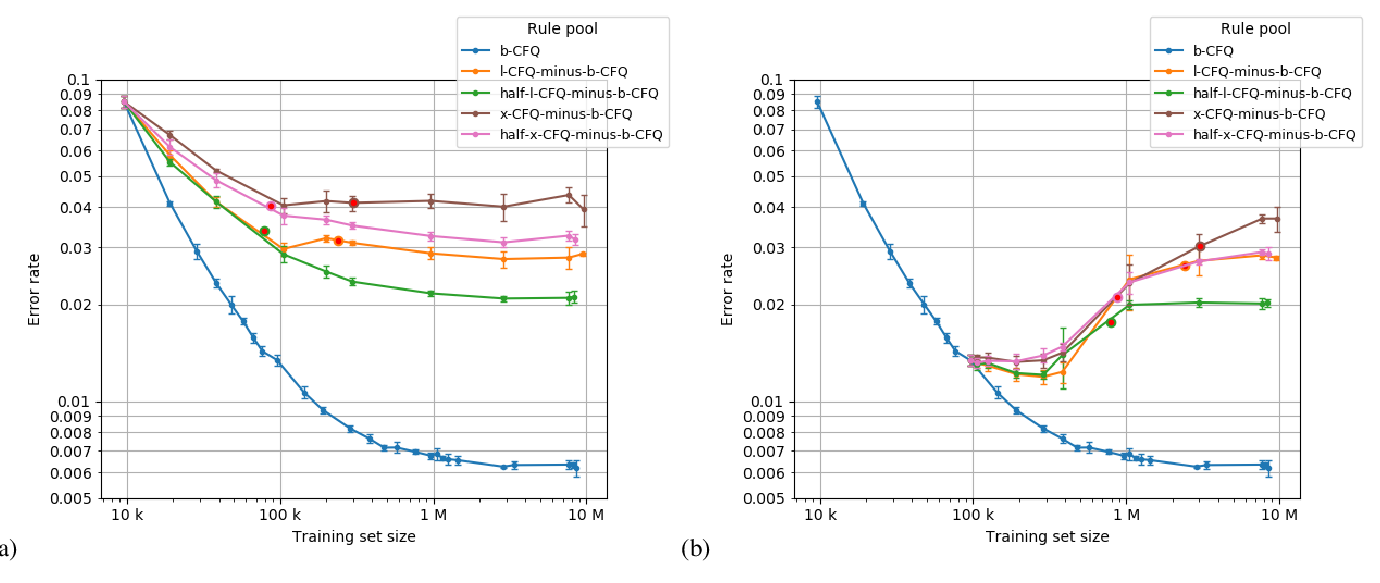 Rule pool
b-CFQ
l-CFQ-minus-b-CFQ
half-l-CFQ-minus-b-CFQ
x-CFQ-minus-b-CFQ
half-x-CFQ-minus-b-CFQ
0.1
0.09
0.08
0.07
0.06
0.05
0.04
0.03
0.02
0.01
0.009
0.008
0.007
0.006
0.005
Error rate
10 k
100 k
1 M
10 M
Training set size
a)
Rule pool
b-CFQ
l-CFQ-minus-b-CFQ
half-l-CFQ-minus-b-CFQ
x-CFQ-minus-b-CFQ
half-x-CFQ-minus-b-CFQ
0.1
0.09
0.08
0.07
0.06
0.05
0.04
0.03
0.02
0.01
0.009
0.008
0.007
0.006
0.005
Error rate
10 k
100 k
1 M
10 M
Training set size
(b)